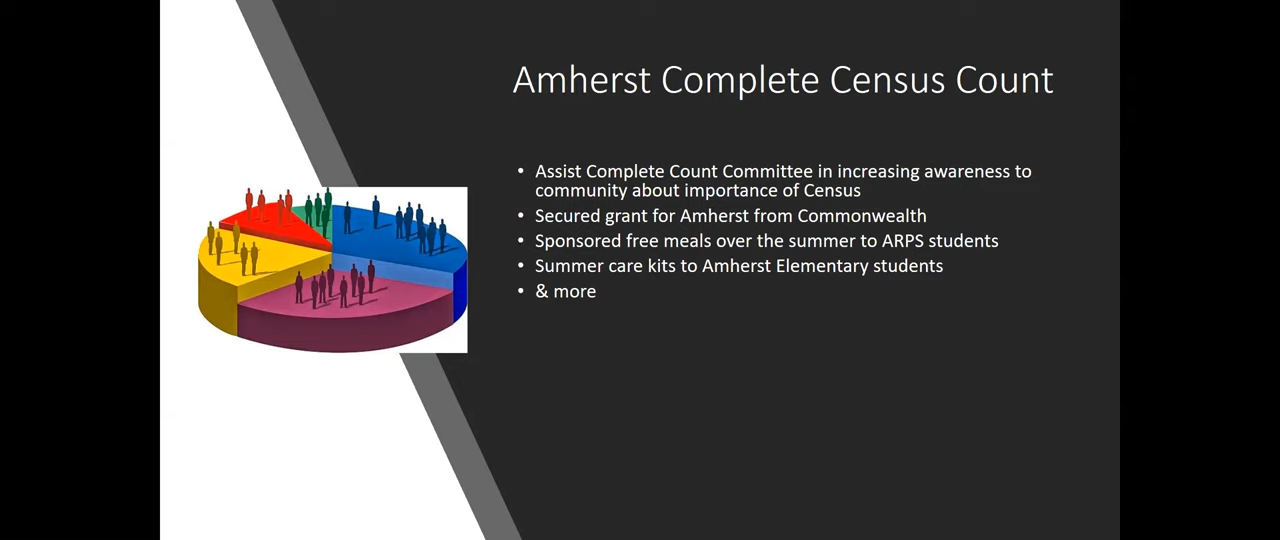 Amherst Complete Census Count
• Assist Complete Count Committee in increasing awareness to
community about importance of Census
• Secured grant for Amherst from Commonwealth
• Sponsored free meals over the summer to ARPS students
• Summer care kits to Amherst Elementary students
• & more